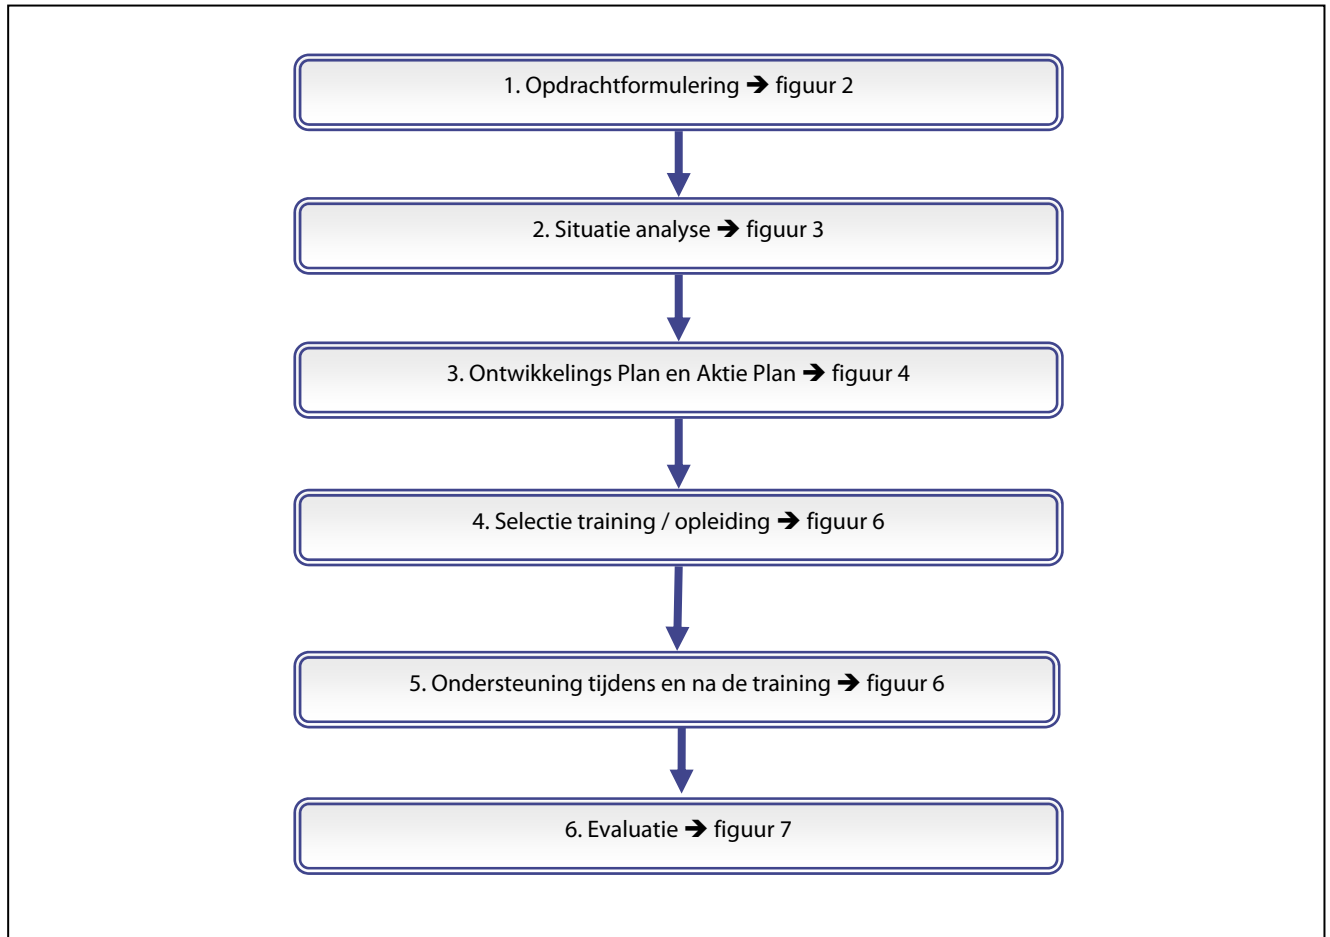 1. Opdrachtformulering ➔ figuur 2
2. Situatie analyse ➔ figuur 3
3. Ontwikkelings Plan en Aktie Plan ➔ figuur 4
4. Selectie training / opleiding ➔ figuur 6
5. Ondersteuning tijdens en na de training ➔ figuur 6
6. Evaluatie ➔ figuur 7